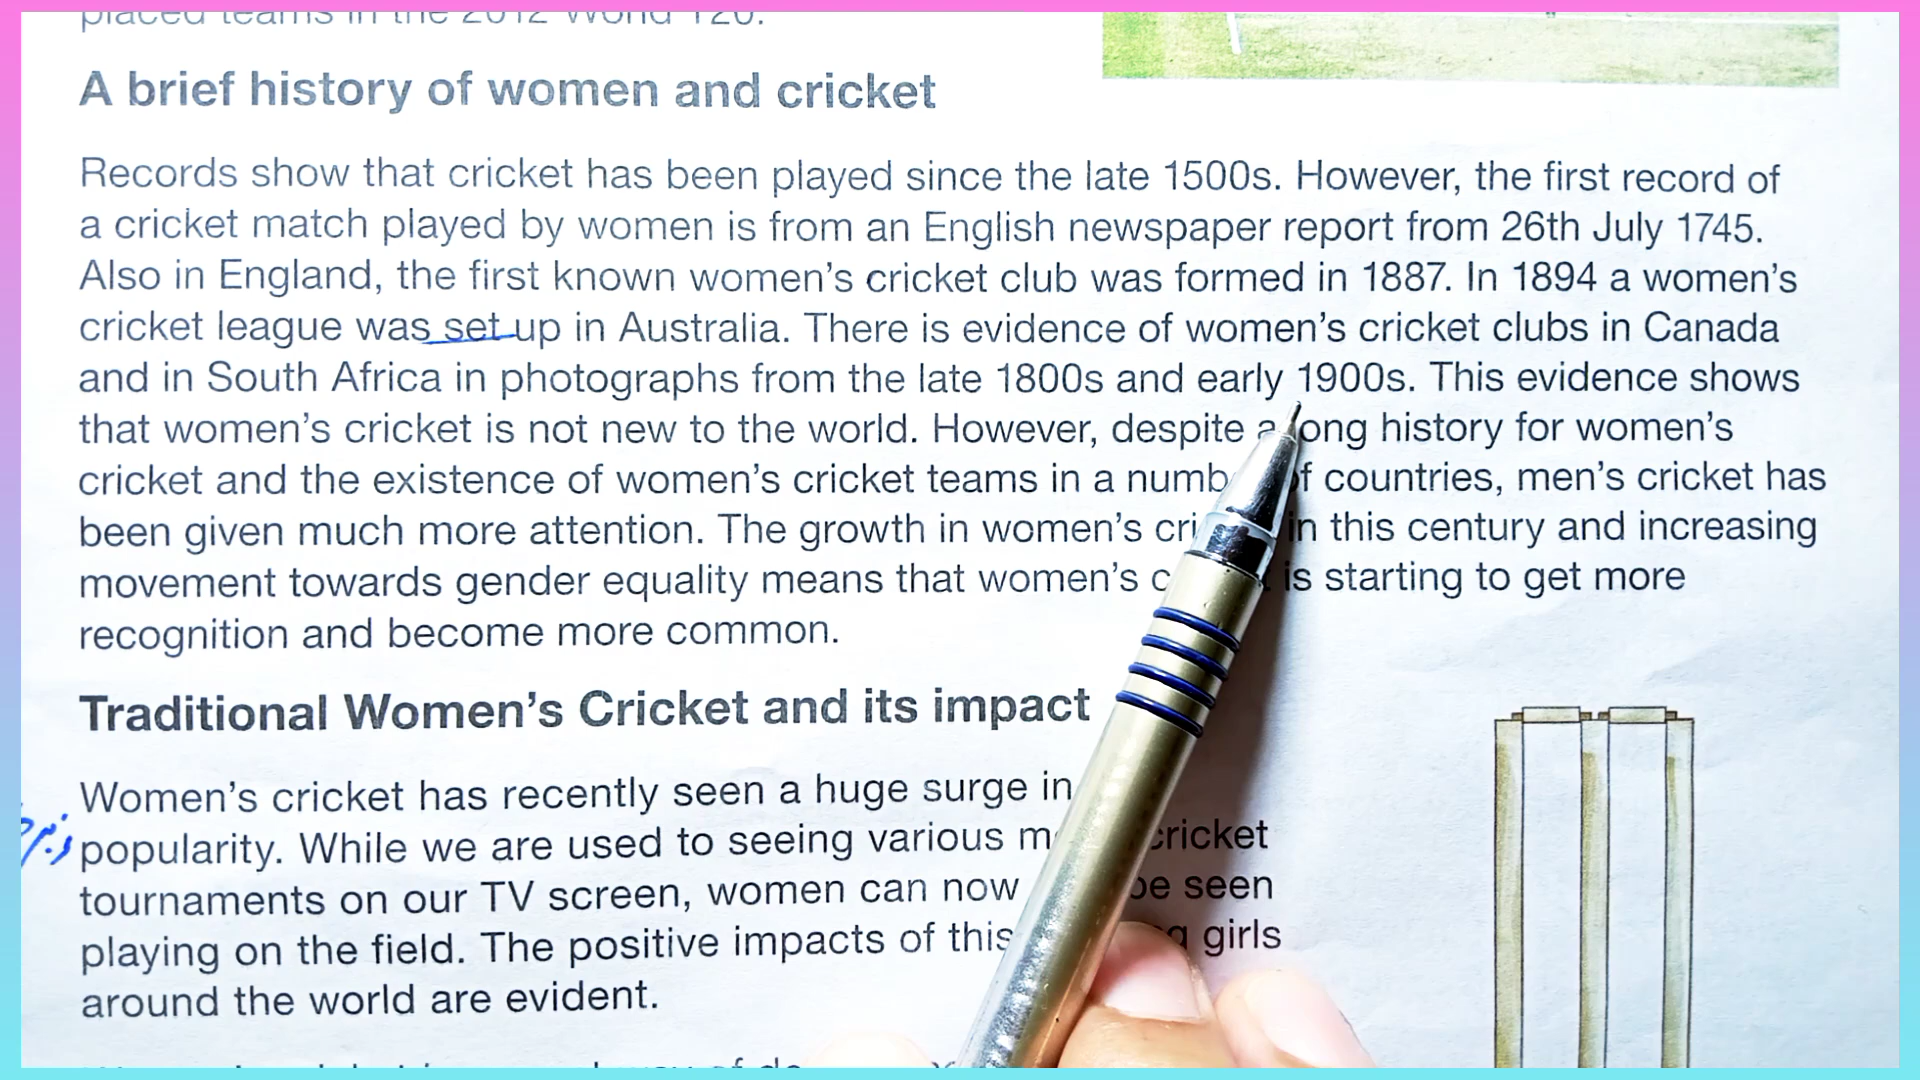 placed teams in the 2012 World T20.
A brief history of women and cricket
Records show that cricket has been played since the late 1500s. However, the first record of
a cricket match played by women is from an English newspaper report from 26th July 1745.
Also in England, the first known women's cricket club was formed in 1887. In 1894 a women's
cricket league was set up in Australia. There is evidence of women's cricket clubs in Canada
and in South Africa in photographs from the late 1800s and early 1900s. This evidence shows
that women's cricket is not new to the world. However, despite a long history for women's
cricket and the existence of women's cricket teams in a number of countries, men's cricket has
been given much more attention. The growth in women's in this century and increasing
movement towards gender equality means that women's is starting to get more
recognition and become more common.
Traditional Women's Cricket and its impact
Women's cricket has recently seen a huge surge in
popularity. While we are used to seeing various cricket
tournaments on our TV screen, women can now be seen
playing on the field. The positive impacts of this girls
around the world are evident.